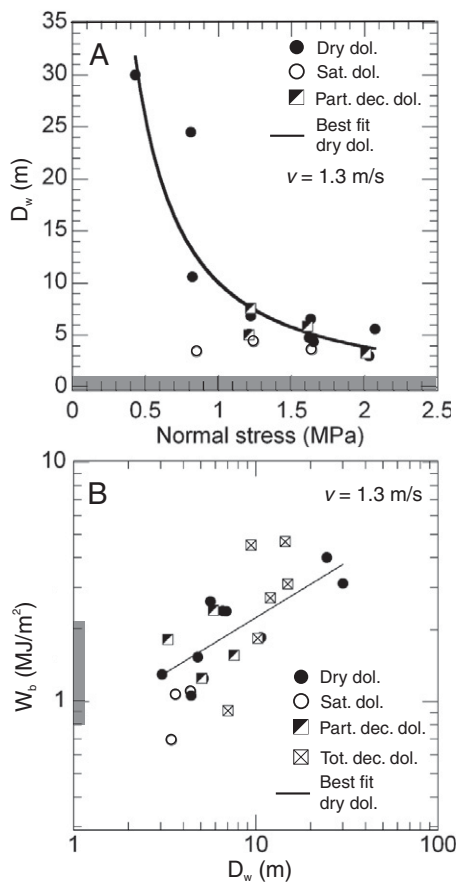 A
Dry dol.
Sat. dol.
Part. dec. dol.
Best fit
dry dol.
v = 1.3 m/s
35
30
25
20
15
10
5
0
D_w (m)
0 0.5 1 1.5 2 2.5
Normal stress (MPa)
B
v = 1.3 m/s
10
1
W_b (MJ/m²)
Dry dol.
Sat. dol.
Part. dec. dol.
Tot. dec. dol.
Best fit
dry dol.
1 10 100
D_w (m)